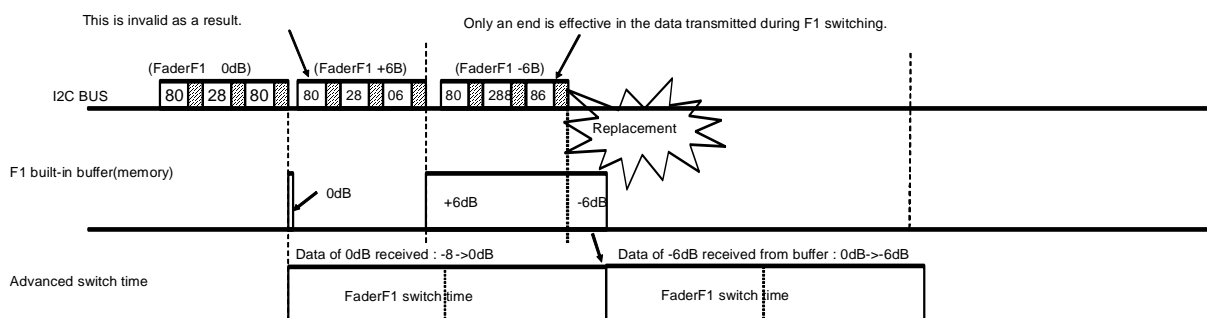 This is invalid as a result.
Only an end is effective in the data transmitted during F1 switching.
(FaderF1 0dB)
(FaderF1 +6B)
(FaderF1 -6B)
I2C BUS
80 28 80
80 28 06
80 288 86
Replacement
F1 built-in buffer(memory)
0dB
+6dB
-6dB
Data of 0dB received : -8->0dB
Data of -6dB received from buffer : 0dB->-6dB
Advanced switch time
FaderF1 switch time
FaderF1 switch time